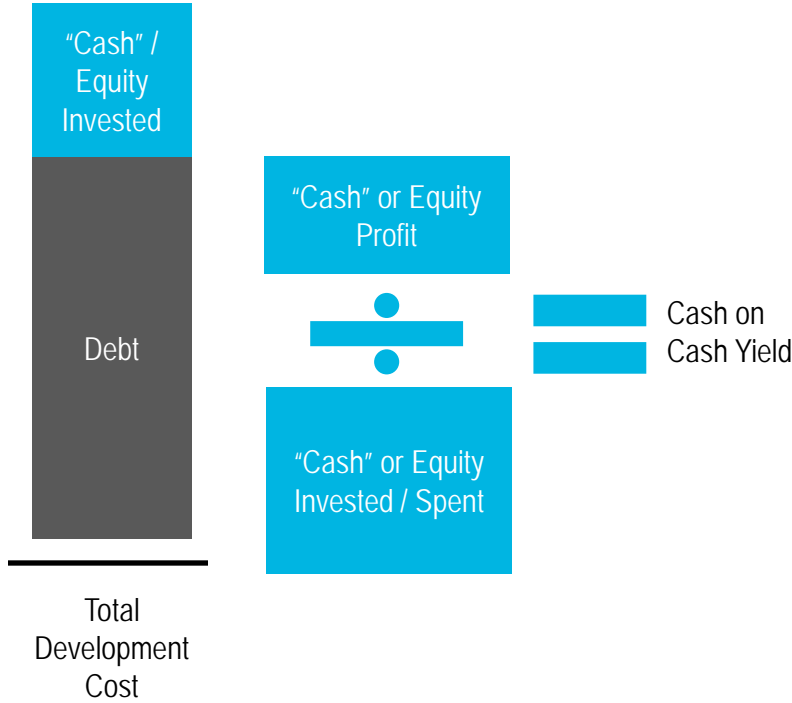 "Cash" /
Equity
Invested
Debt
Total
Development
Cost
"Cash" or Equity
Profit
"Cash" or Equity
Invested / Spent
Cash on
Cash Yield